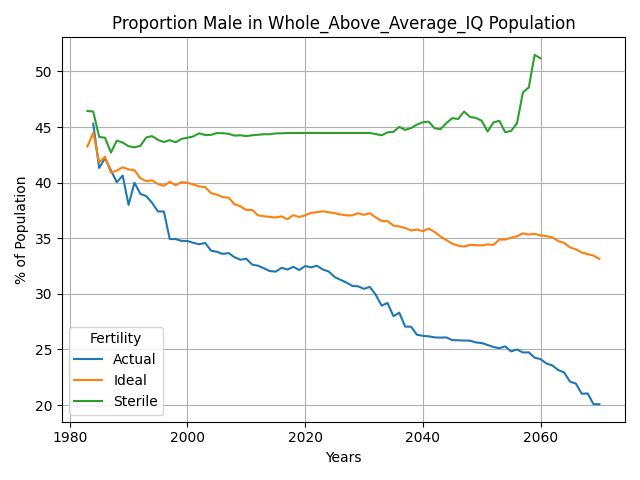 Proportion Male in Whole_Above_Average_IQ Population
% of Population
50
45
40
35
30
25
20
Fertility
Actual
Ideal
Sterile
1980
2000
2020
2040
2060
Years